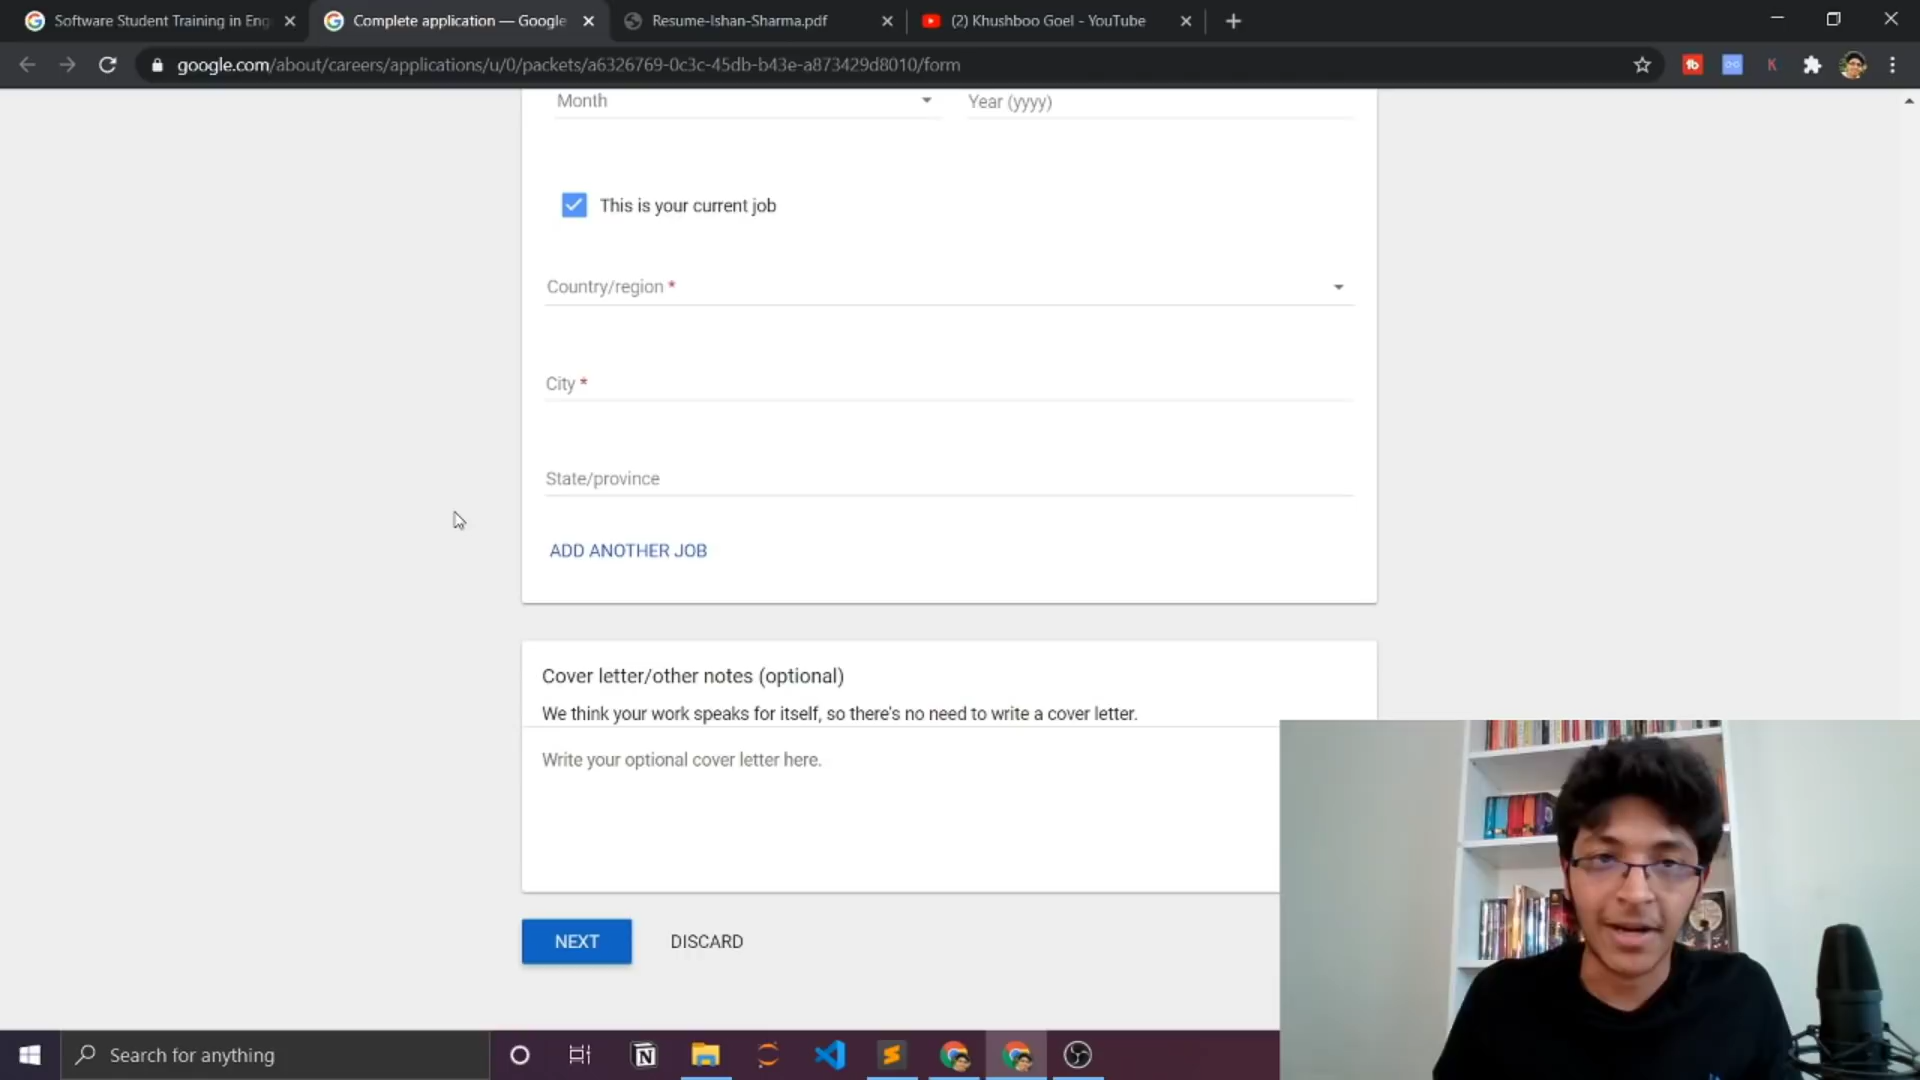 Software Student Training in Eng
Complete application — Google
Resume-Ishan-Sharma.pdf
(2) Khushboo Goel - YouTube
google.com/about/careers/applications/u/0/packets/a6326769-0c3c-45db-b43e-a873429d8010/form
Month
Year (yyyy)
This is your current job
Country/region *
City *
State/province
ADD ANOTHER JOB
Cover letter/other notes (optional)
We think your work speaks for itself, so there's no need to write a cover letter.
Write your optional cover letter here.
NEXT
DISCARD
Search for anything